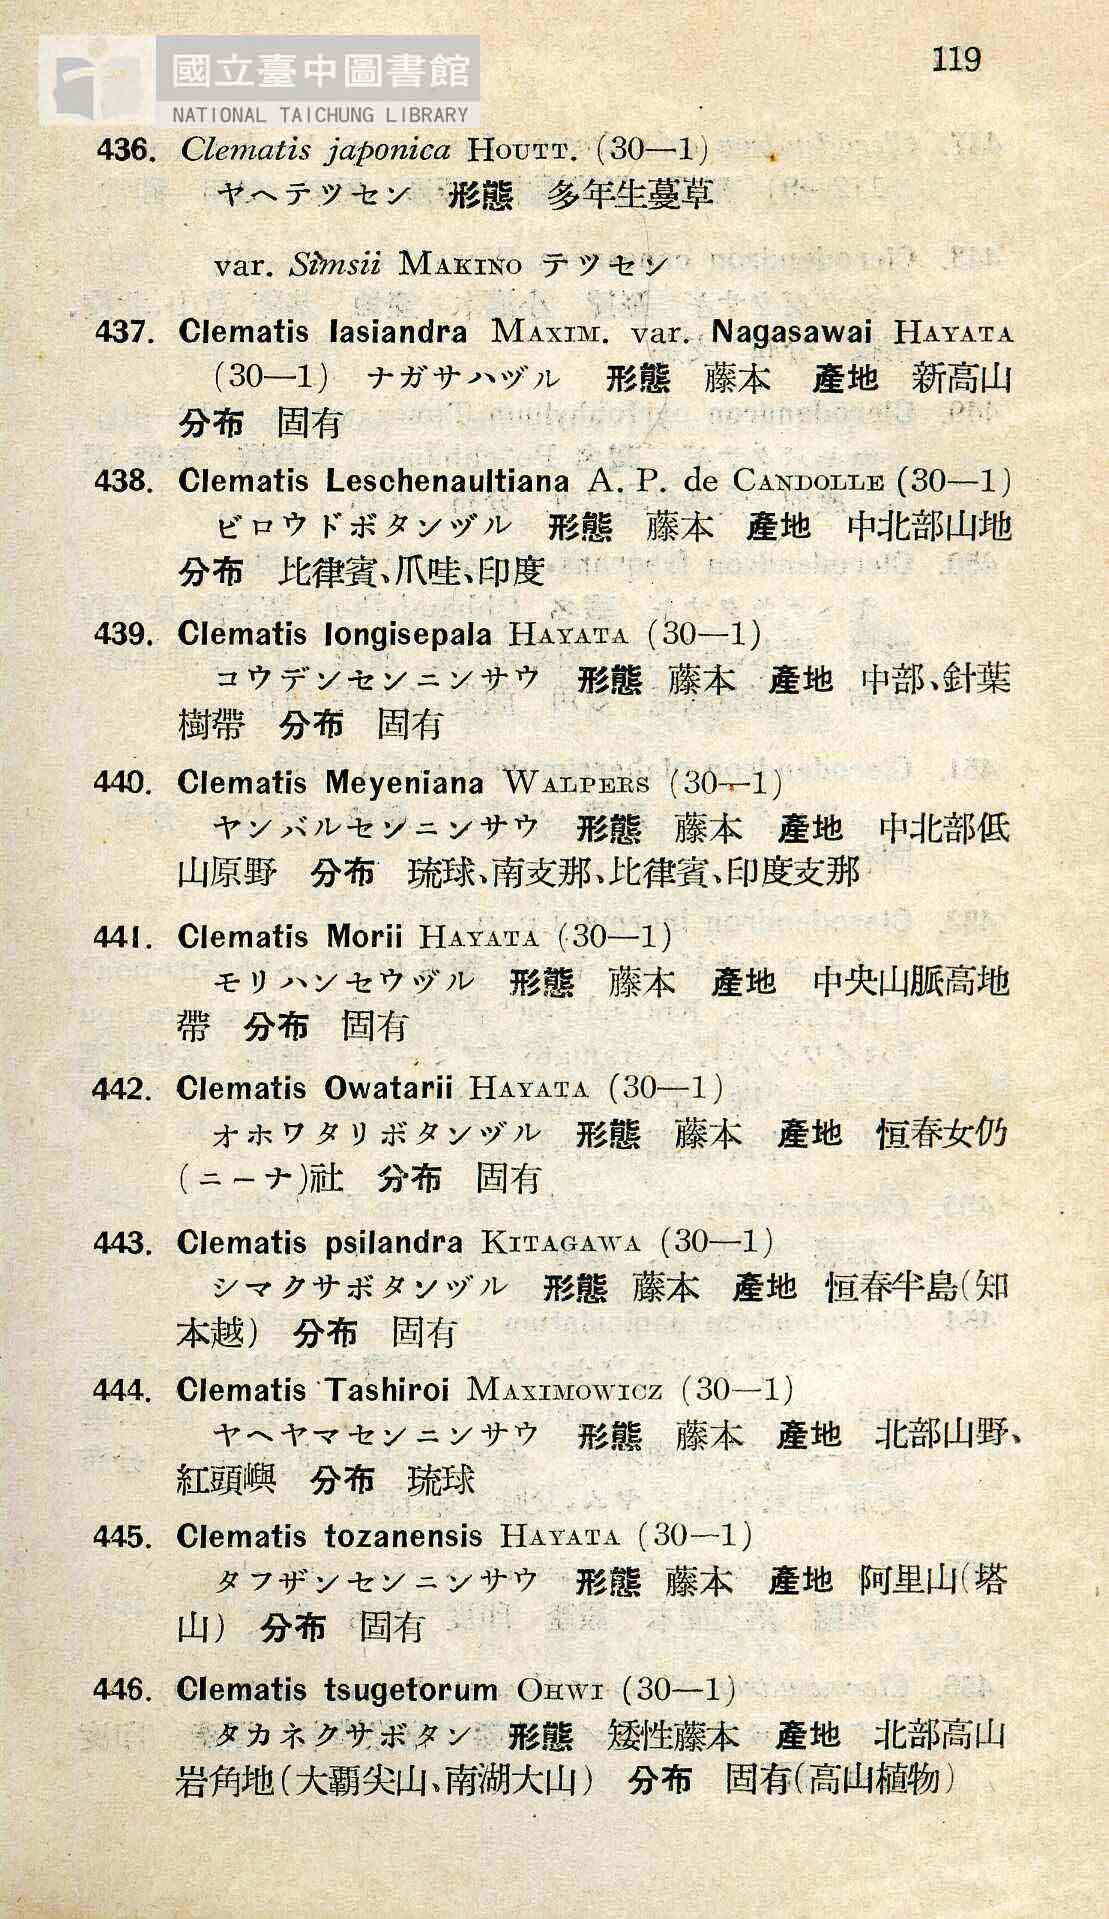 國立臺中圖書館
NATIONAL TAICHUNG LIBRARY
119
436. Clematis japonica HOUTT. (30—1)
ヤヘテツセン 形態 多年生蔓草
var. Simsii MAKINO テツセン
437. Clematis lasiandra MAXIM. var. Nagasawai HAYATA
(30—1) ナガサハヅル 形態 藤本 產地 新高山
分布 固有
438. Clematis Leschenaultiana A. P. de CANDOLLE (30—1)
ビロウドボタンヅル 形態 藤本 產地 中北部山地
分布 比律賓、爪哇、印度
439. Clematis longisepala HAYATA (30—1)
コウデンセンニンサウ 形態 藤本 產地 中部、針葉
樹帶 分布 固有
440. Clematis Meyeniana WALPERS (30—1)
ヤンバルセンニンサウ 形態 藤本 產地 中北部低
山原野 分布 琉球、南支那、比律賓、印度支那
441. Clematis Morii HAYATA (30—1)
モリハンセウヅル 形態 藤本 產地 中央山脈高地
帶 分布 固有
442. Clematis Owatarii HAYATA (30—1)
オホワタリボタンヅル 形態 藤本 產地 恒春女仍
(ニーナ)社 分布 固有
443. Clematis psilandra KITAGAWA (30—1)
シマクサボタンヅル 形態 藤本 產地 恒春半島(知
本越) 分布 固有
444. Clematis Tashiroi MAXIMOWICZ (30—1)
ヤヘヤマセンニンサウ 形態 藤本 產地 北部山野、
紅頭嶼 分布 琉球
445. Clematis tozanensis HAYATA (30—1)
タフザンセンニンサウ 形態 藤本 產地 阿里山(塔
山) 分布 固有
446. Clematis tsugetorum OHWI (30—1)
タカネクサボタン 形態 矮性藤本 產地 北部高山
岩角地(大覇尖山、南湖大山) 分布 固有(高山植物)